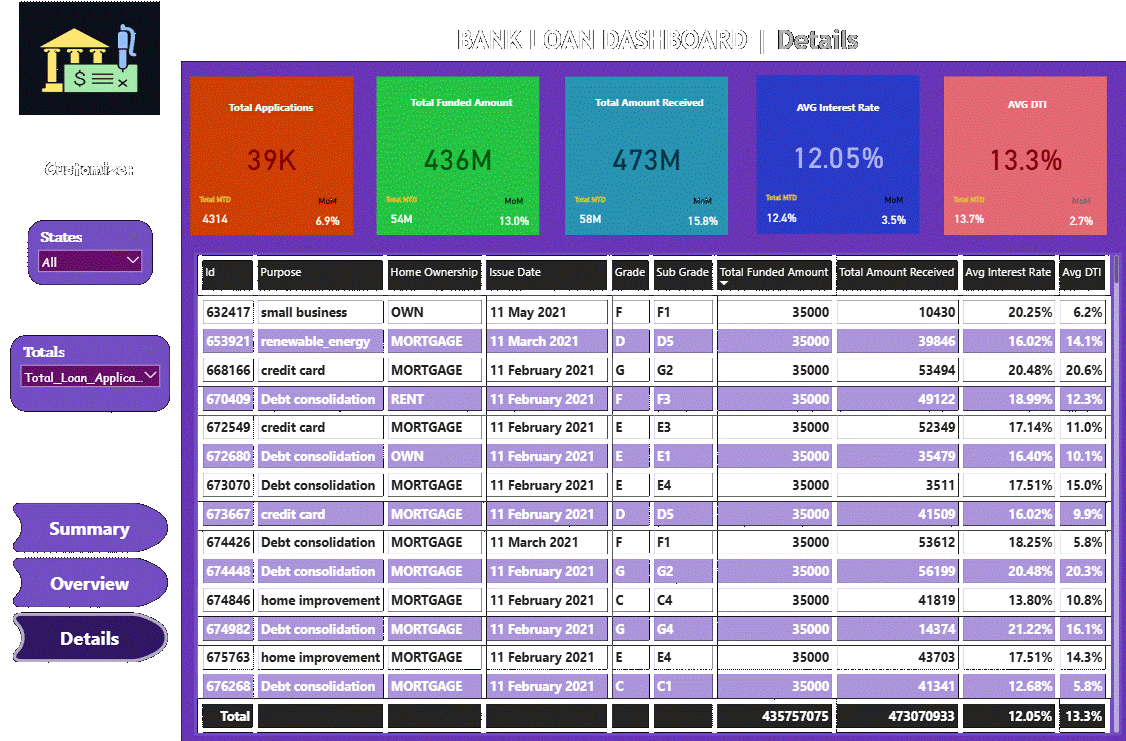 BANK LOAN DASHBOARD | Details
$
Customize:
States
All
Totals
Total_Loan_Applica...
Summary
Overview
Details
Total Applications
39K
Total MTD MoM
4314 6.9%
Total Funded Amount
436M
Total MTD MoM
54M 13.0%
Total Amount Received
473M
Total MTD MoM
58M 15.8%
AVG Interest Rate
12.05%
Total MTD MoM
12.4% 3.5%
AVG DTI
13.3%
Total MTD MoM
13.7% 2.7%
Id Purpose Home Ownership Issue Date Grade Sub Grade Total Funded Amount Total Amount Received Avg Interest Rate Avg DTI
632417 small business OWN 11 May 2021 F F1 35000 10430 20.25% 6.2%
653921 renewable_energy MORTGAGE 11 March 2021 D D5 35000 39846 16.02% 14.1%
668166 credit card MORTGAGE 11 February 2021 G G2 35000 53494 20.48% 20.6%
670409 Debt consolidation RENT 11 February 2021 F F3 35000 49122 18.99% 12.3%
672549 credit card MORTGAGE 11 February 2021 E E3 35000 52349 17.14% 11.0%
672680 Debt consolidation OWN 11 February 2021 E E1 35000 35479 16.40% 10.1%
673070 Debt consolidation MORTGAGE 11 February 2021 E E4 35000 3511 17.51% 15.0%
673667 credit card MORTGAGE 11 February 2021 D D5 35000 41509 16.02% 9.9%
674426 Debt consolidation MORTGAGE 11 March 2021 F F1 35000 53612 18.25% 5.8%
674448 Debt consolidation MORTGAGE 11 February 2021 G G2 35000 56199 20.48% 20.3%
674846 home improvement MORTGAGE 11 February 2021 C C4 35000 41819 13.80% 10.8%
674982 Debt consolidation MORTGAGE 11 February 2021 G G4 35000 14374 21.22% 16.1%
675763 home improvement MORTGAGE 11 February 2021 E E4 35000 43703 17.51% 14.3%
676268 Debt consolidation MORTGAGE 11 February 2021 C C1 35000 41341 12.68% 5.8%
Total 435757075 473070933 12.05% 13.3%